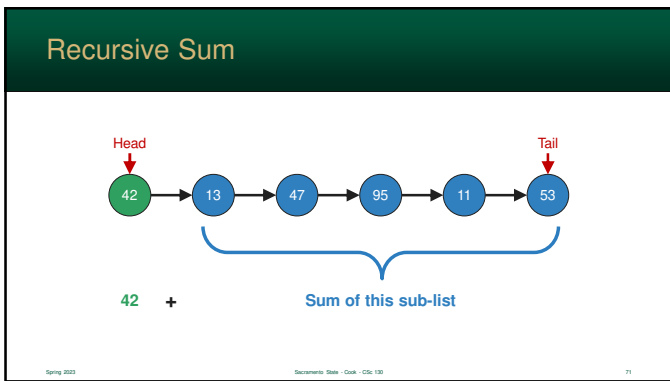 Recursive Sum
Head Tail
42 13 47 95 11 53
42 + Sum of this sub-list
Spring 2023 Sacramento State - Cook - CSc 130 71